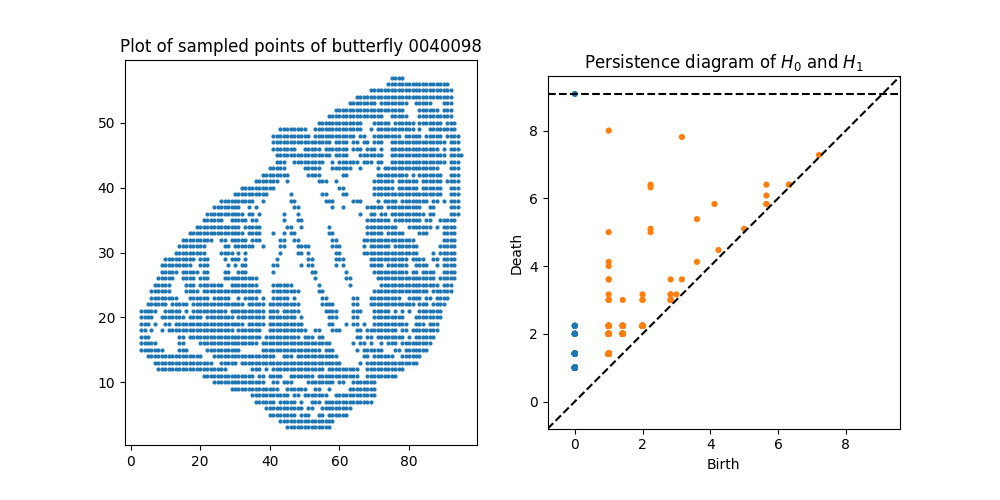 Plot of sampled points of butterfly 0040098
50
40
30
20
10
0 20 40 60 80
Persistence diagram of $H_0$ and $H_1$
Death
8
6
4
2
0
0 2 4 6 8
Birth